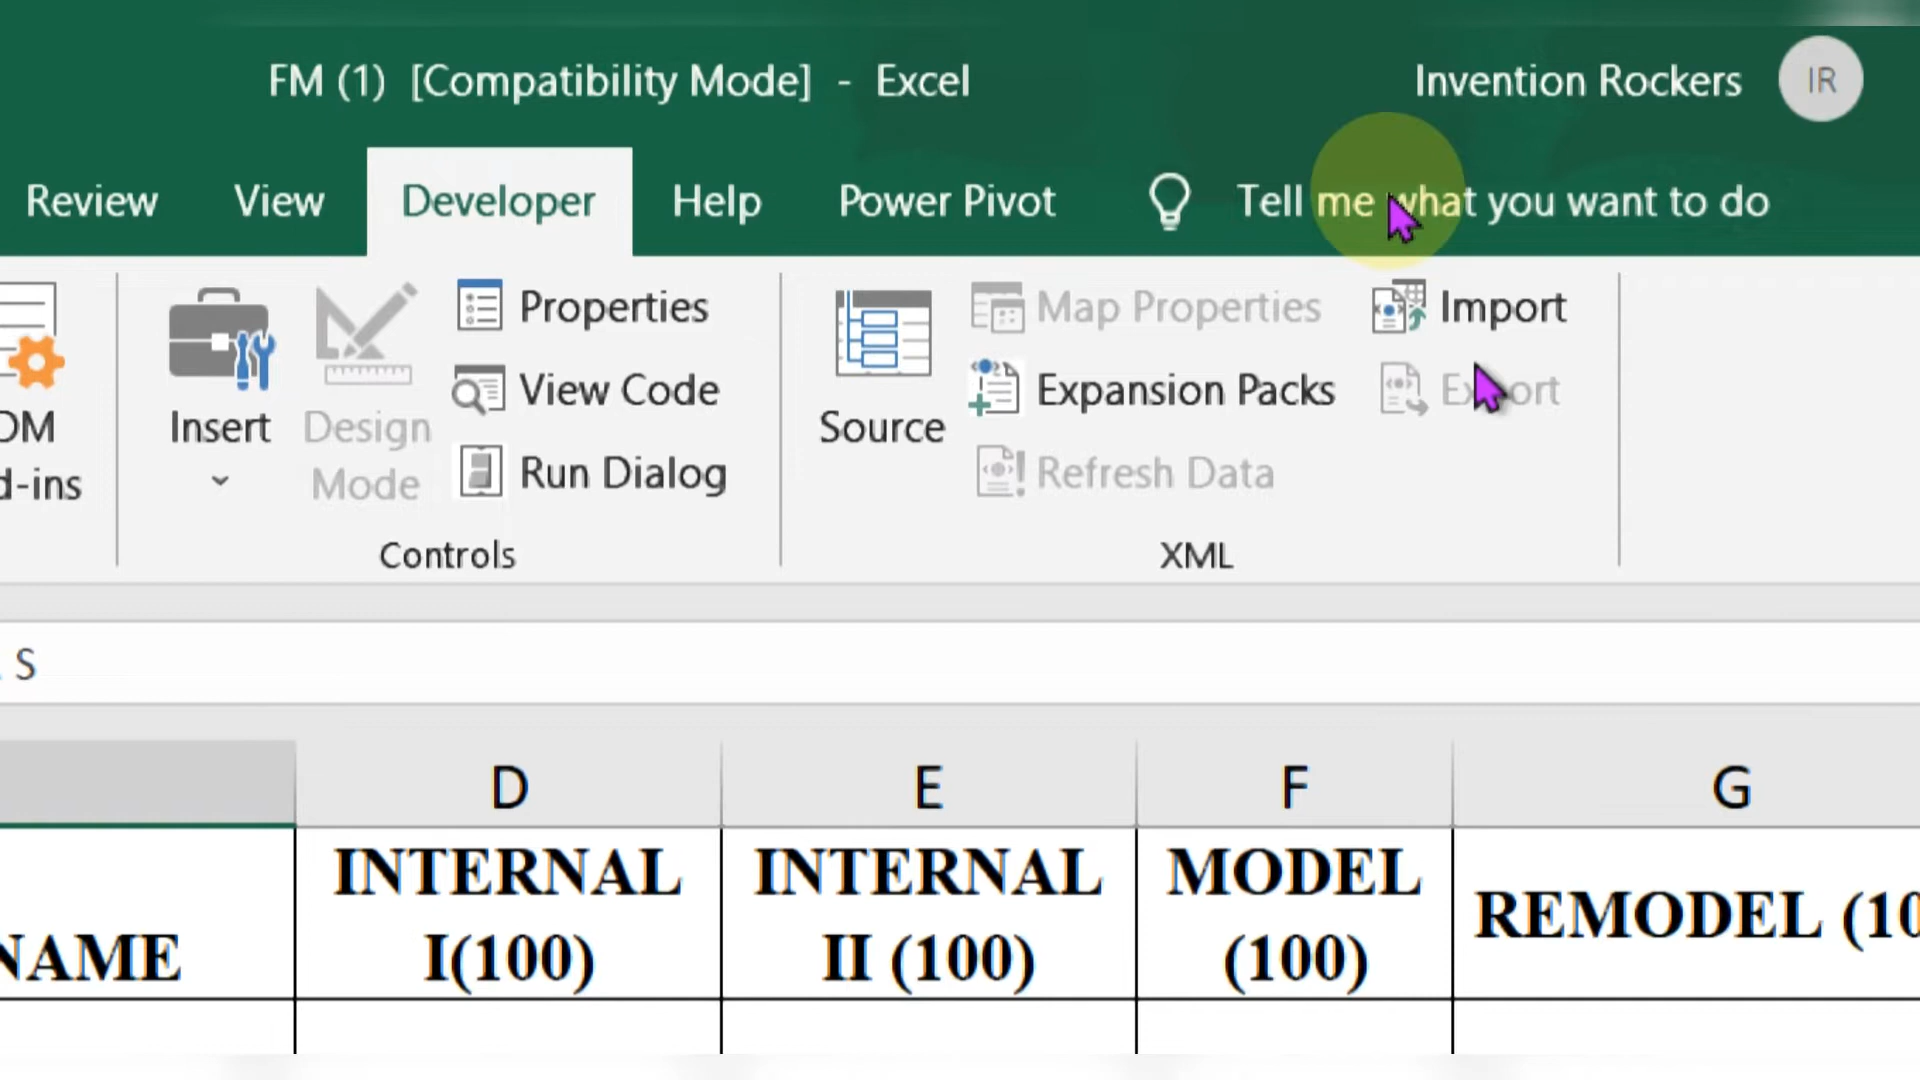 FM (1) [Compatibility Mode] - Excel
Invention Rockers IR
Review View Developer Help Power Pivot Tell me what you want to do
Insert
Design
Mode
Properties
View Code
Run Dialog
Controls
Source
Map Properties
Expansion Packs
Refresh Data
Import
Export
XML
S
D E F G
NAME
INTERNAL
I(100)
INTERNAL
II (100)
MODEL
(100)
REMODEL (10